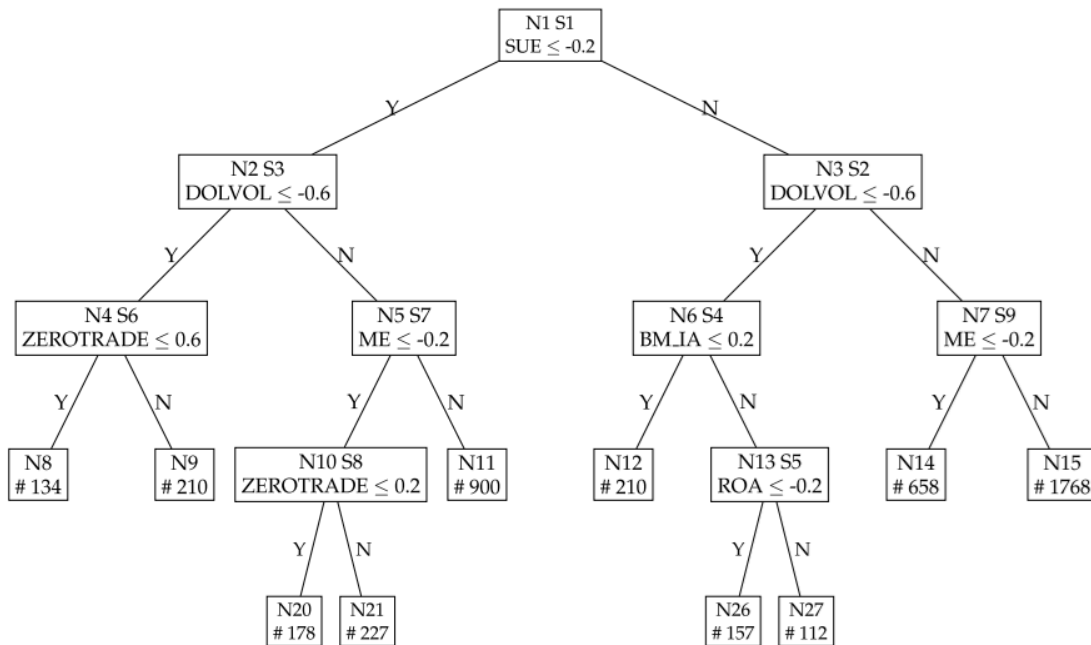 N1 S1
SUE ≤ -0.2
Y
N
N2 S3
DOLVOL ≤ -0.6
N3 S2
DOLVOL ≤ -0.6
Y
N
Y
N
N4 S6
ZEROTRADE ≤ 0.6
N5 S7
ME ≤ -0.2
N6 S4
BM_IA ≤ 0.2
N7 S9
ME ≤ -0.2
Y
N
Y
N
Y
N
Y
N
N8
# 134
N9
# 210
N10 S8
ZEROTRADE ≤ 0.2
N11
# 900
N12
# 210
N13 S5
ROA ≤ -0.2
N14
# 658
N15
# 1768
Y
N
Y
N
N20
# 178
N21
# 227
N26
# 157
N27
# 112